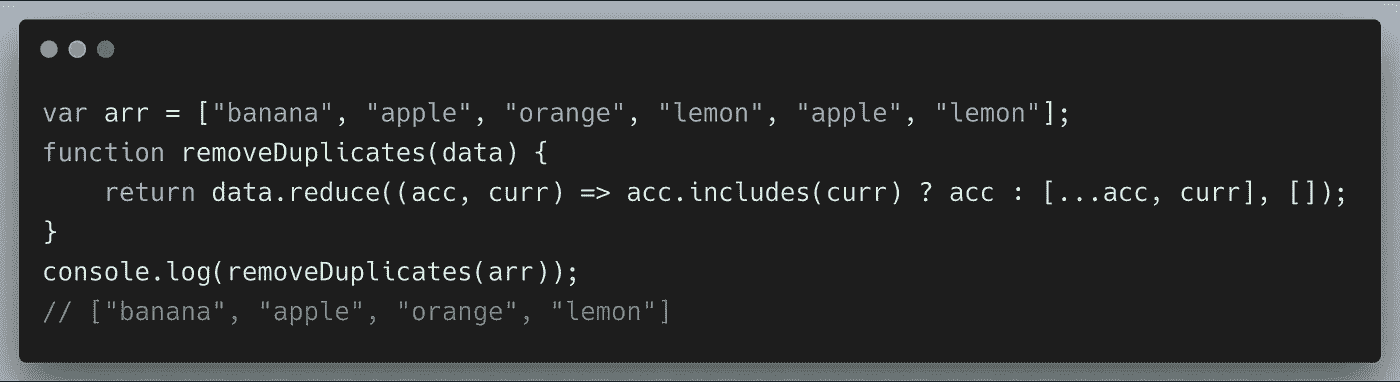 var arr = ["banana", "apple", "orange", "lemon", "apple", "lemon"];
function removeDuplicates(data) {
    return data.reduce((acc, curr) => acc.includes(curr) ? acc : [...acc, curr], []);
}
console.log(removeDuplicates(arr));
// ["banana", "apple", "orange", "lemon"]